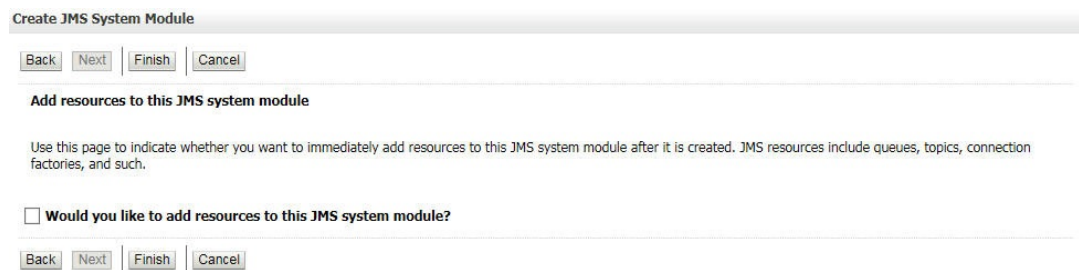 Create JMS System Module
Back Next Finish Cancel
Add resources to this JMS system module
Use this page to indicate whether you want to immediately add resources to this JMS system module after it is created. JMS resources include queues, topics, connection
factories, and such.
Would you like to add resources to this JMS system module?
Back Next Finish Cancel